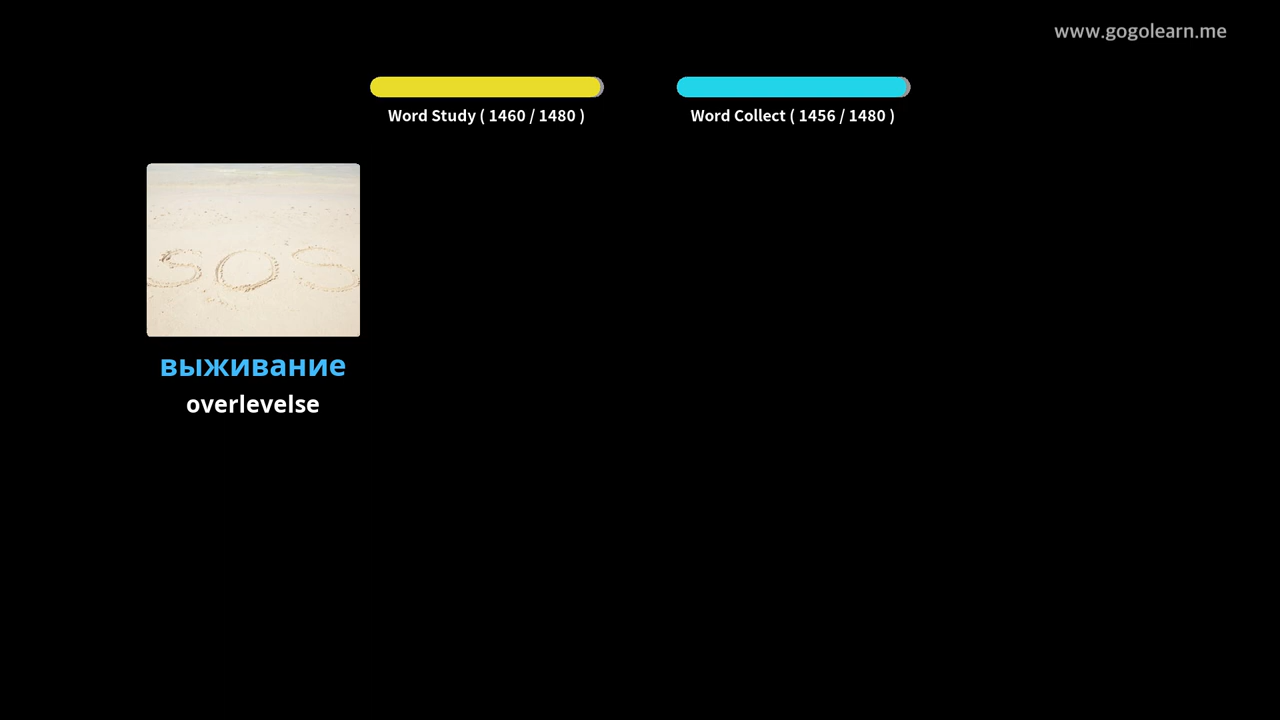 www.gogolearn.me
Word Study ( 1460 / 1480 )
Word Collect ( 1456 / 1480 )
SOS
выживание
overlevelse